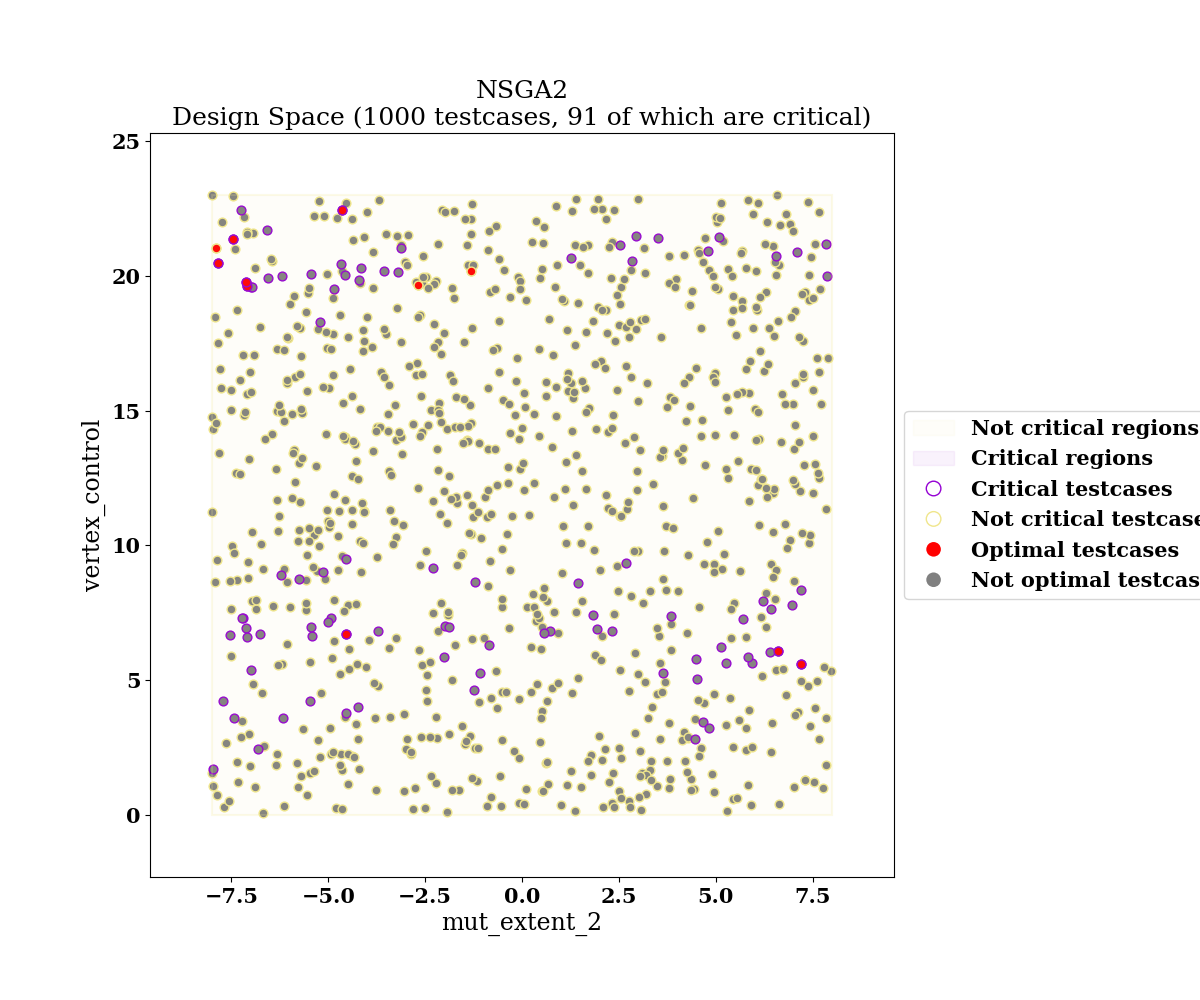 NSGA2
Design Space (1000 testcases, 91 of which are critical)
25
20
15
10
5
0
vertex_control
−7.5 −5.0 −2.5 0.0 2.5 5.0 7.5
mut_extent_2
Not critical regions
Critical regions
Critical testcases
Not critical testcase
Optimal testcases
Not optimal testcas